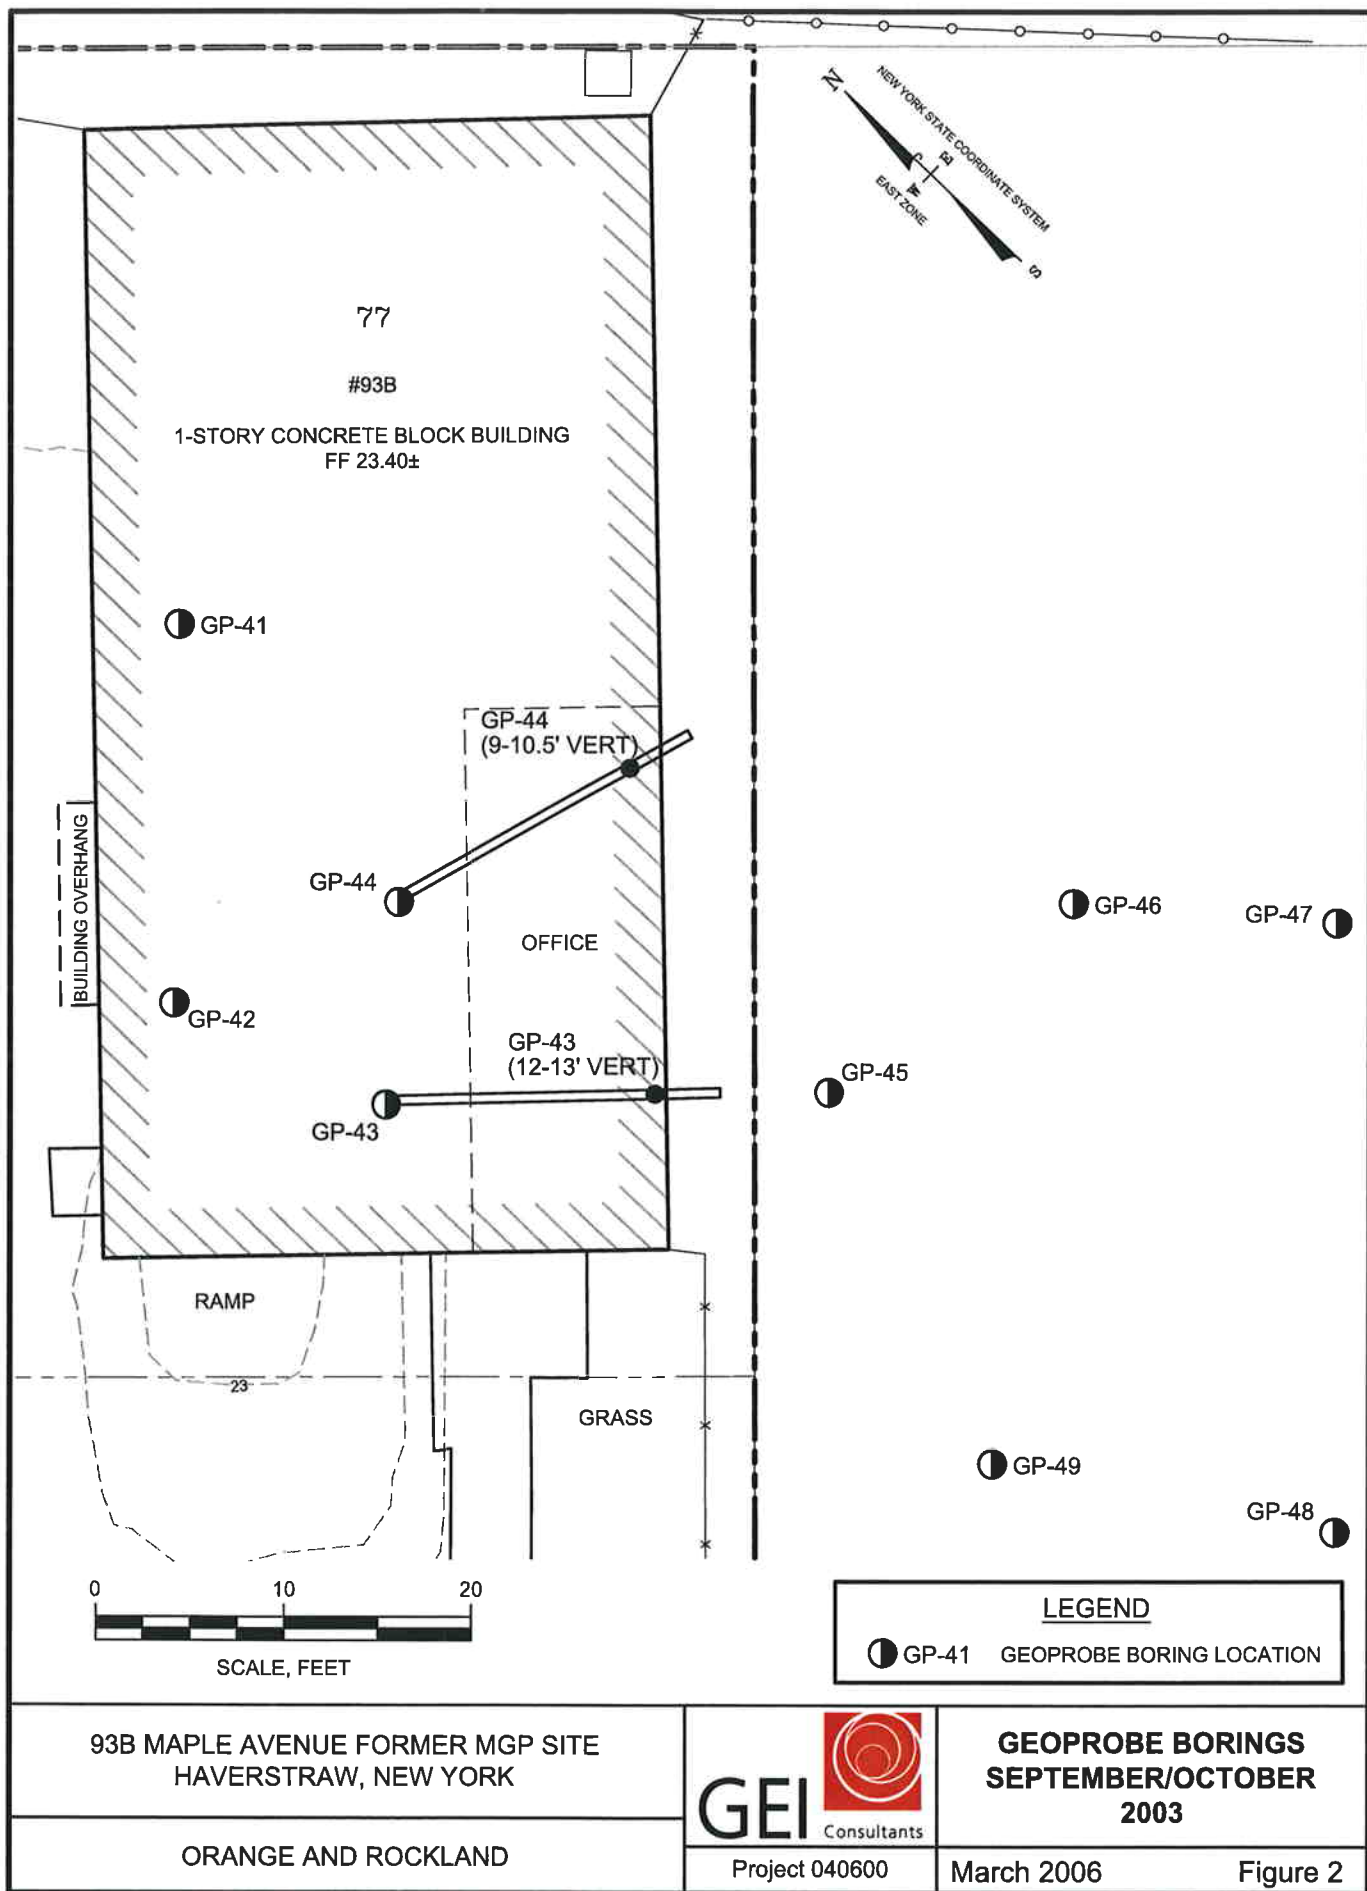 N
NEW YORK STATE COORDINATE SYSTEM
E
W
EAST ZONE
S
77
#93B
1-STORY CONCRETE BLOCK BUILDING
FF 23.40±
GP-41
GP-44
(9-10.5' VERT)
BUILDING OVERHANG
GP-44
GP-46
GP-47
OFFICE
GP-42
GP-43
(12-13' VERT)
GP-45
GP-43
RAMP
23
GRASS
GP-49
GP-48
0 10 20
SCALE, FEET
LEGEND
GP-41 GEOPROBE BORING LOCATION
93B MAPLE AVENUE FORMER MGP SITE
HAVERSTRAW, NEW YORK
ORANGE AND ROCKLAND
GEI
Consultants
Project 040600
GEOPROBE BORINGS
SEPTEMBER/OCTOBER
2003
March 2006 Figure 2